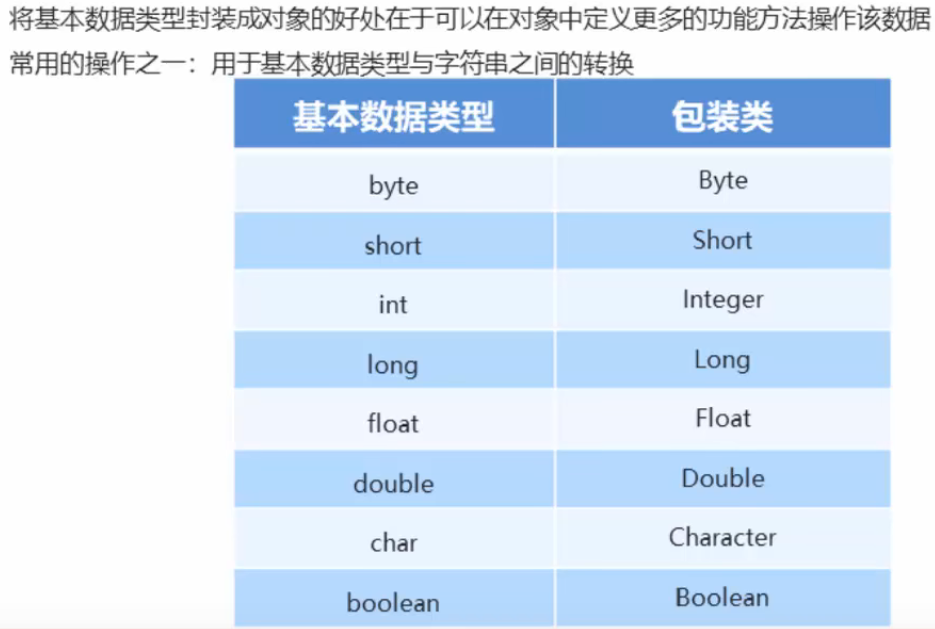 将基本数据类型封装成对象的好处在于可以在对象中定义更多的功能方法操作该数据
常用的操作之一：用于基本数据类型与字符串之间的转换
基本数据类型 包装类
byte Byte
short Short
int Integer
long Long
float Float
double Double
char Character
boolean Boolean